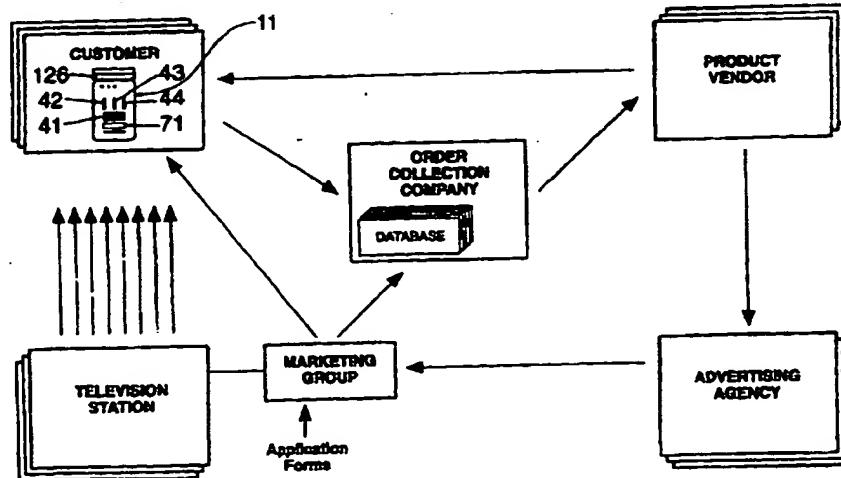 11
CUSTOMER
126 43
42 44
41 71
PRODUCT
VENDOR
ORDER
COLLECTION
COMPANY
DATABASE
TELEVISION
STATION
MARKETING
GROUP
ADVERTISING
AGENCY
Application
Forms